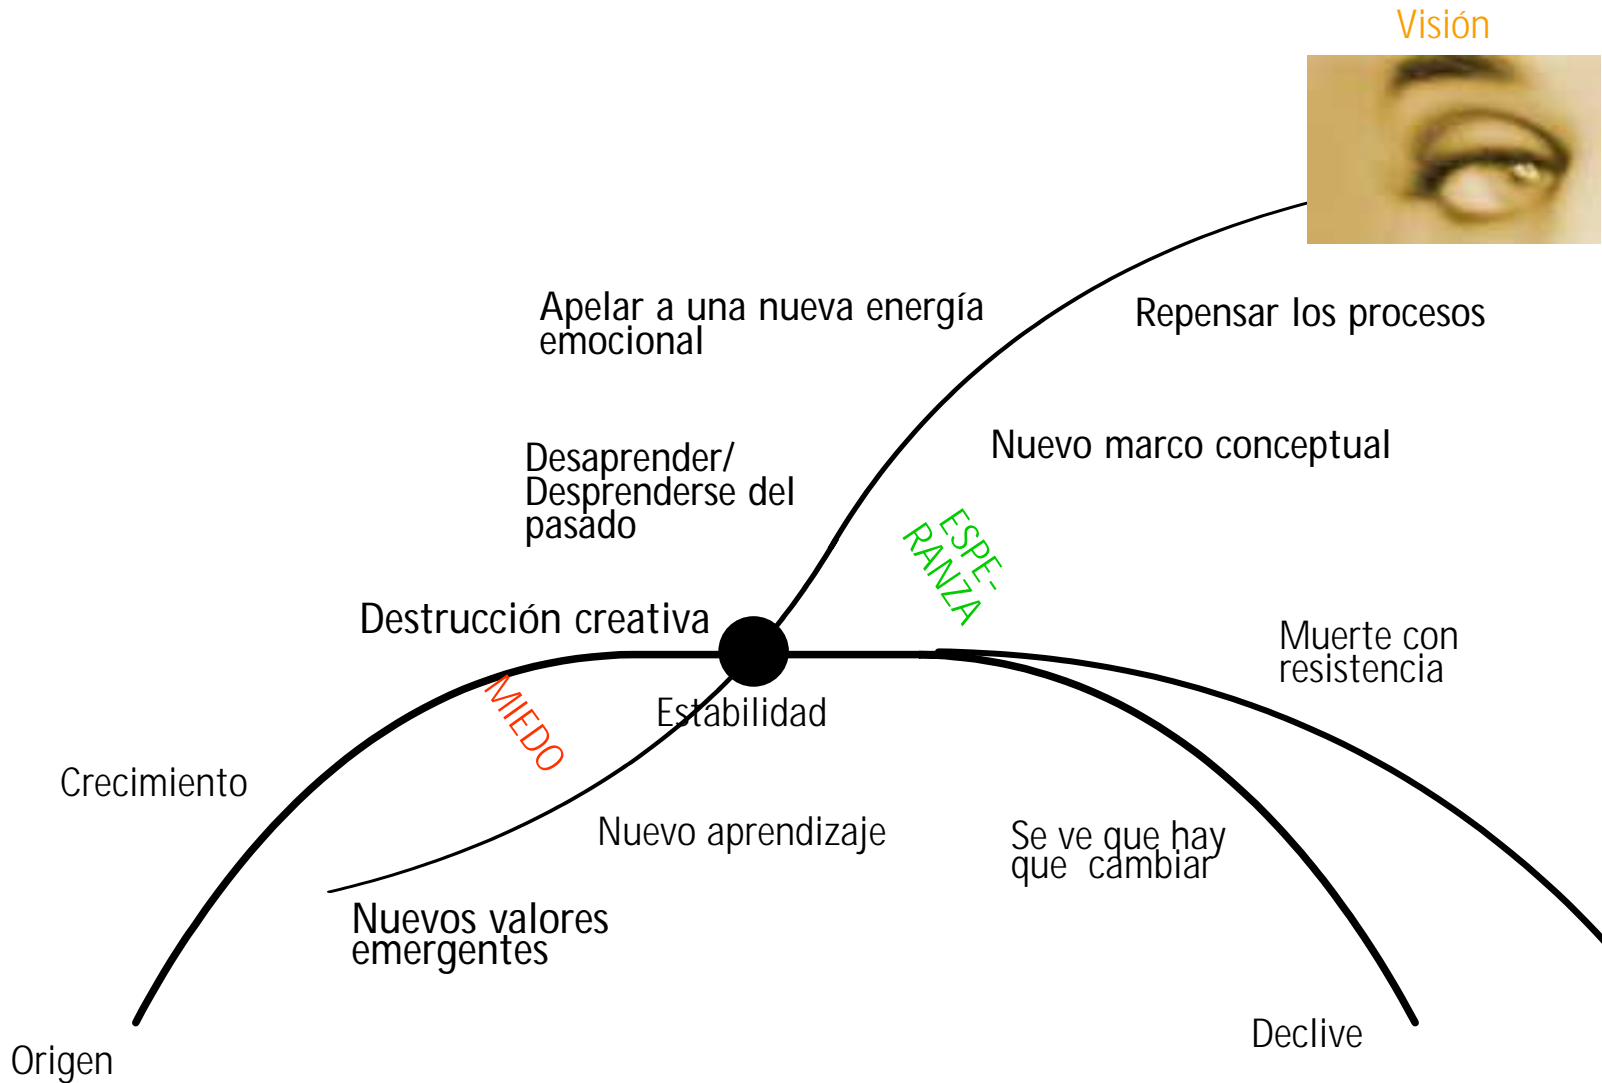 Visión
Apelar a una nueva energía
emocional
Repensar los procesos
Nuevo marco conceptual
Desaprender/
Desprenderse del
pasado
ESPE-
RANZA
Destrucción creativa
Muerte con
resistencia
MIEDO
Estabilidad
Crecimiento
Nuevo aprendizaje
Se ve que hay
que cambiar
Nuevos valores
emergentes
Declive
Origen